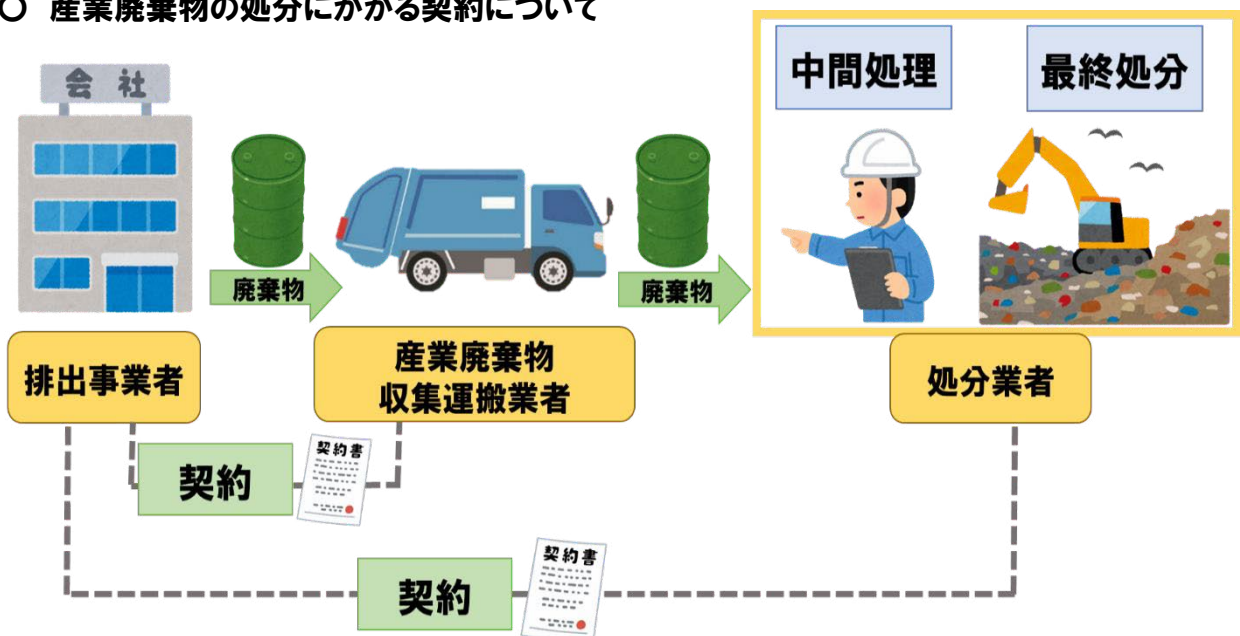 〇 産業廃棄物の処分にかかる契約について
会社
中間処理
最終処分
廃棄物
廃棄物
排出事業者
産業廃棄物
収集運搬業者
処分業者
契約
契約書
契約
契約書